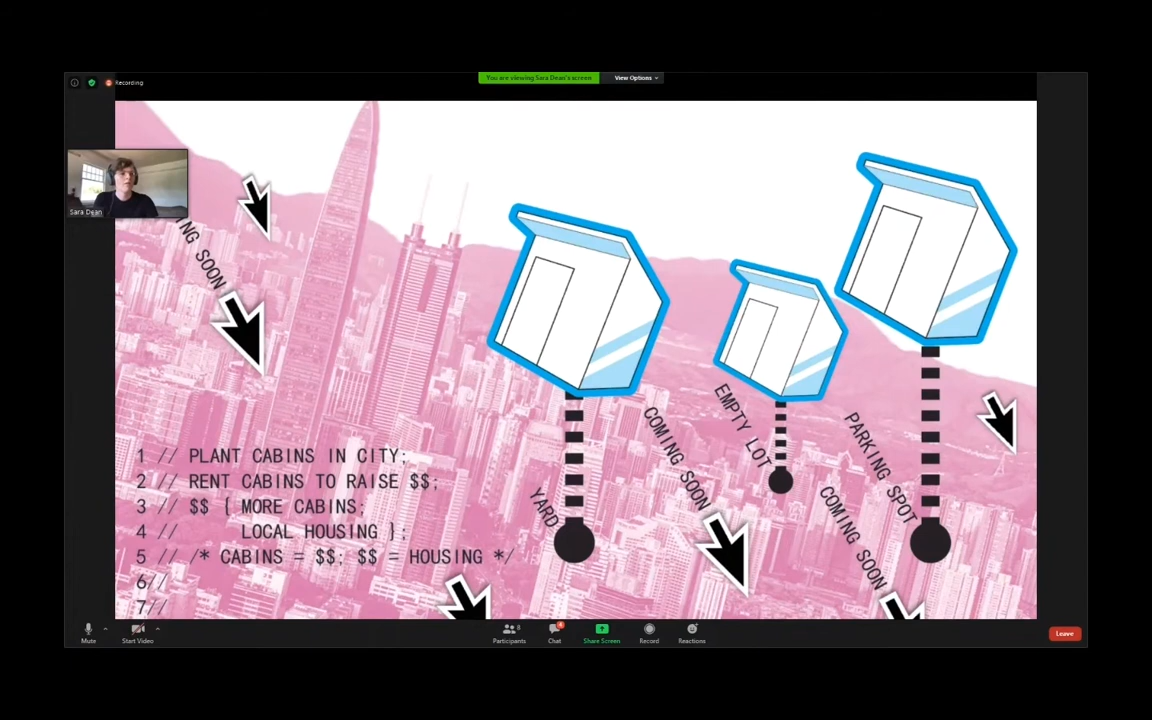 Recording
You are viewing Sara Dean's screen
View Options
Sara Dean
NG SOON
1 // PLANT CABINS IN CITY;
2 // RENT CABINS TO RAISE $$;
3 // $$ { MORE CABINS;
4 // LOCAL HOUSING };
5 // /* CABINS = $$; $$ = HOUSING */
6//
7//
YARD
COMING SOON
EMPTY LOT
PARKING SPOT
COMING SOON
Mute
Start Video
Participants
8
Chat
Share Screen
Record
Reactions
Leave